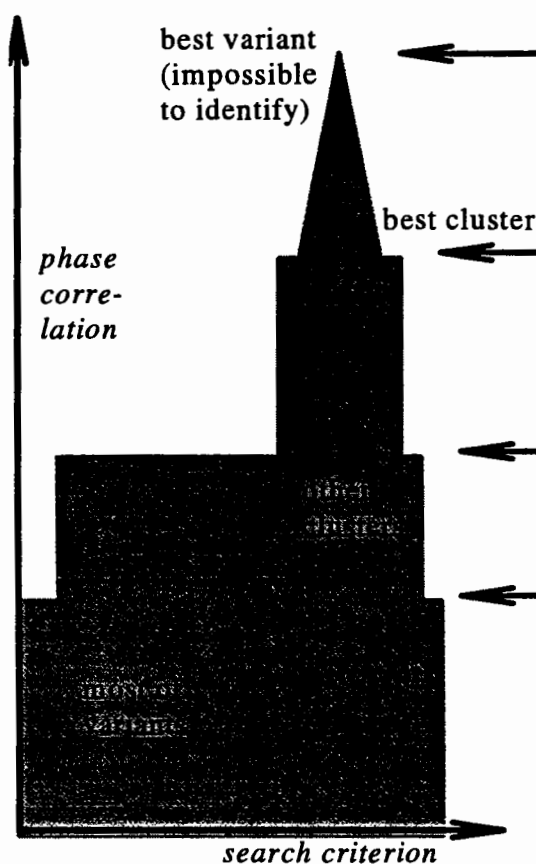 best variant
(impossible
to identify)
best cluster
phase
corre-
lation
search criterion